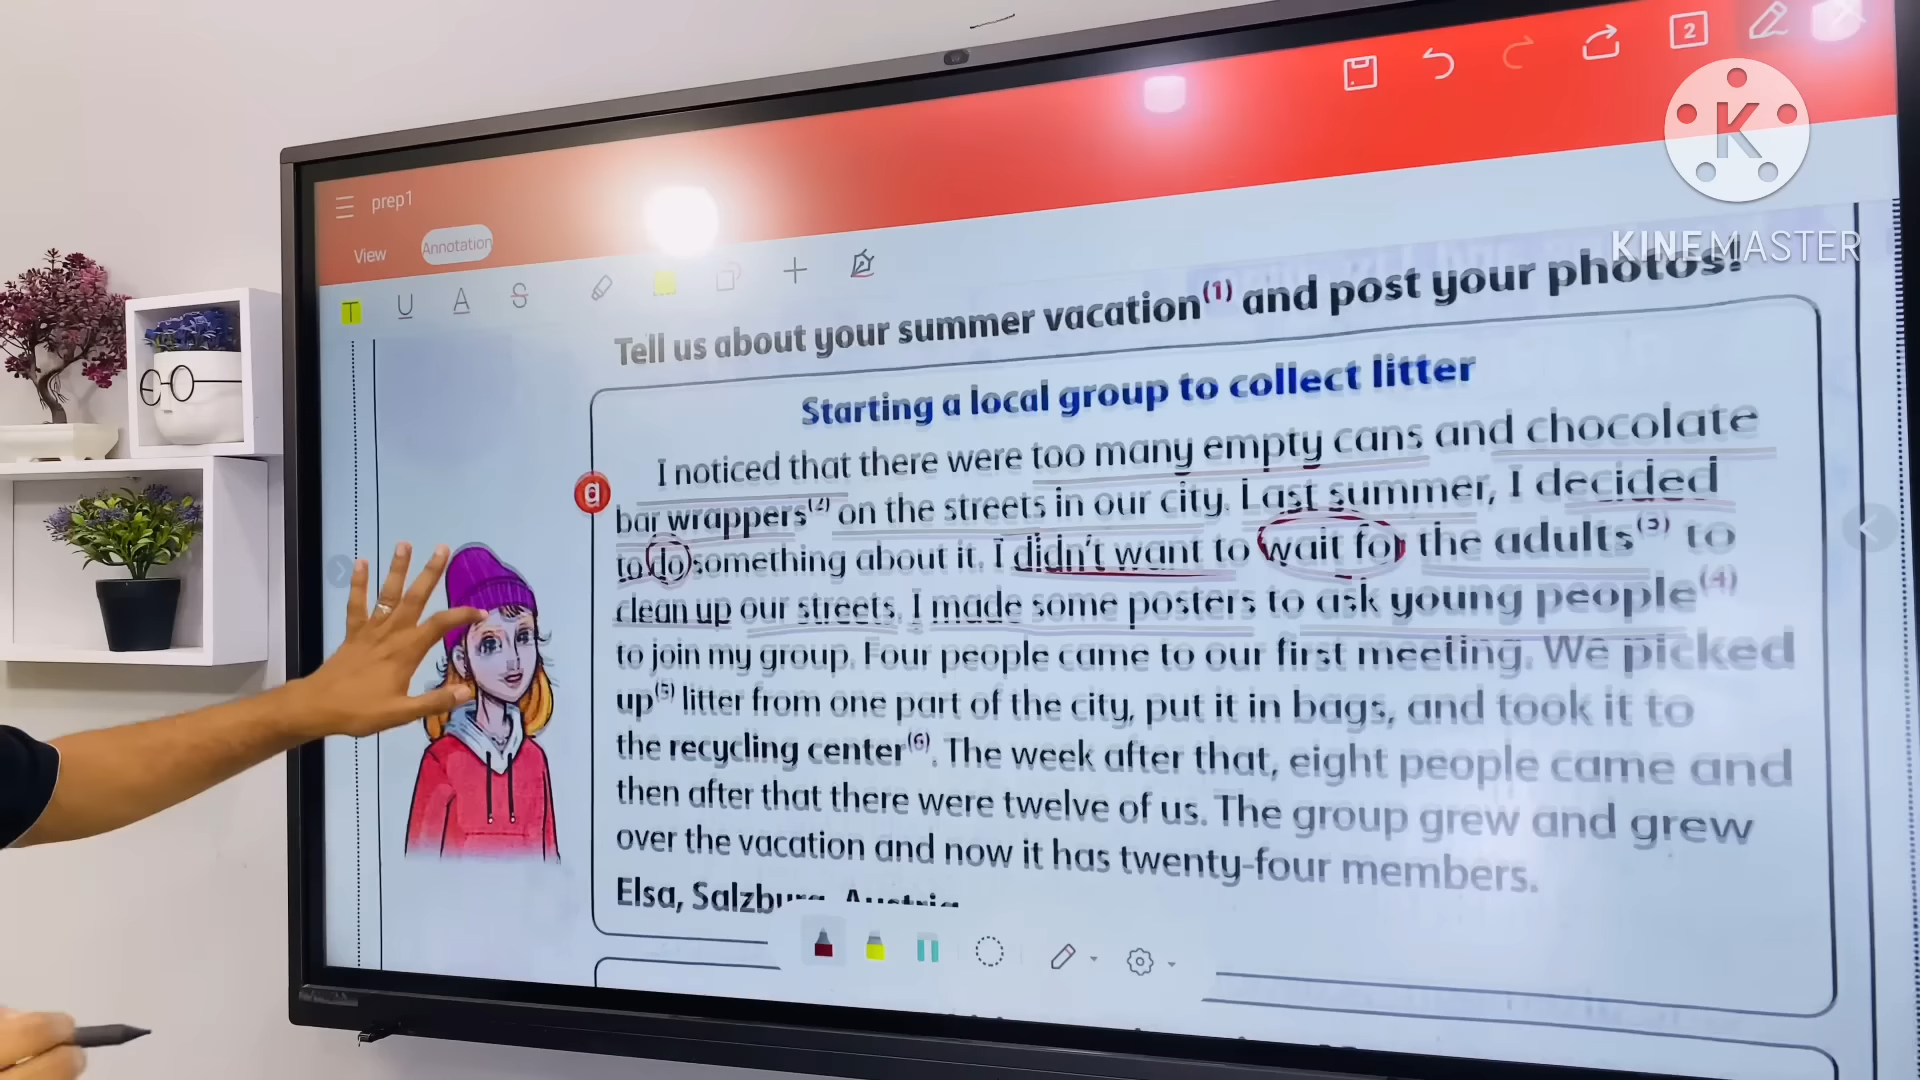 prep1
View
Annotation
T U A S
2
K
KINEMASTER
Tell us about your summer vacation(1) and post your photos!
Starting a local group to collect litter
a
I noticed that there were too many empty cans and chocolate
bar wrappers(2) on the streets in our city. Last summer, I decided
to do something about it. I didn't want to wait for the adults(3) to
clean up our streets. I made some posters to ask young people(4)
to join my group. Four people came to our first meeting. We picked
up(5) litter from one part of the city, put it in bags, and took it to
the recycling center(6). The week after that, eight people came and
then after that there were twelve of us. The group grew and grew
over the vacation and now it has twenty-four members.
Elsa, Salzburg, Austria